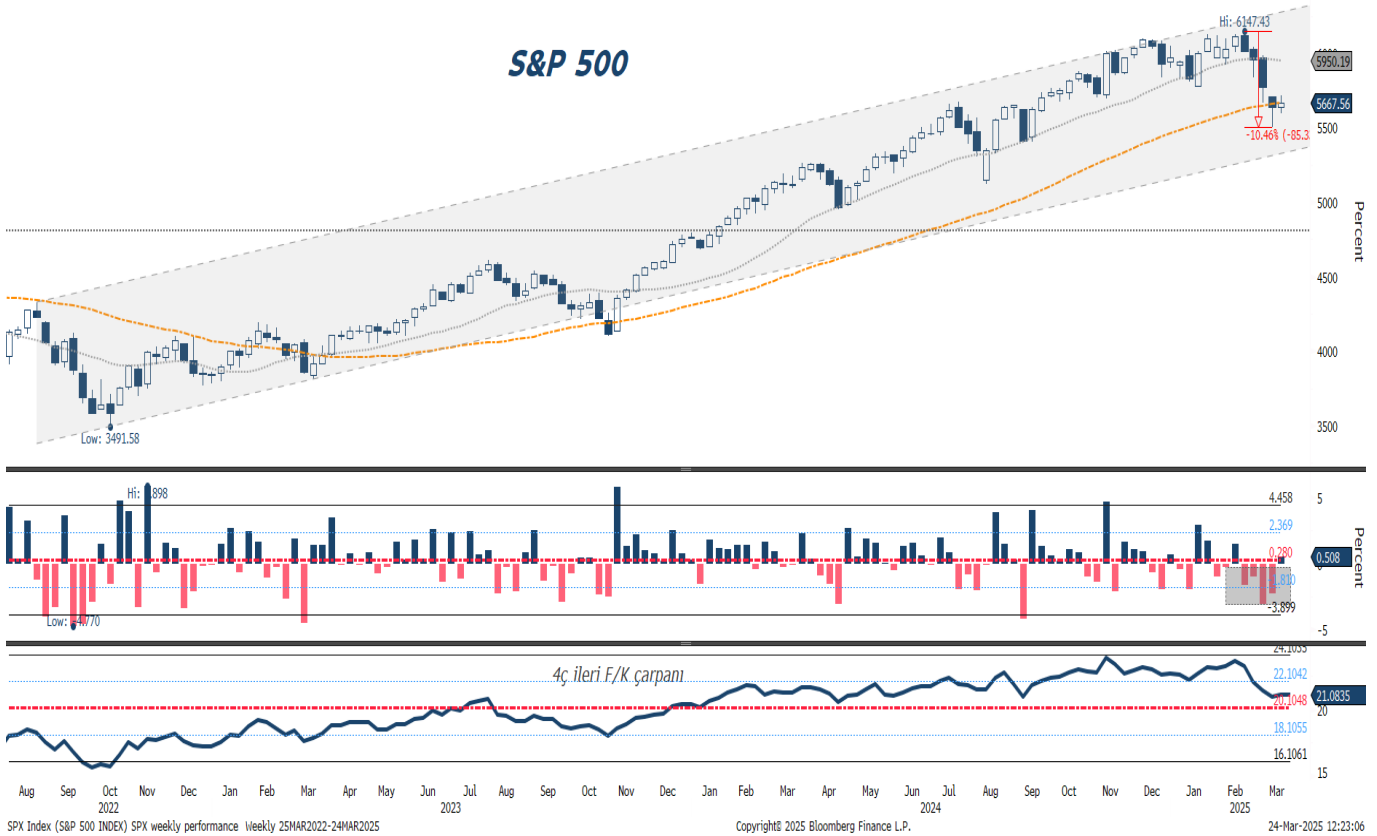 S&P 500
Hi: 6147.43
5950.19
5667.56
5500
-10.46% (-85.3
5000
4500
4000
3500
Percent
Low: 3491.58
Hi: .898
4.458
5
2.369
0.280
0.508
0
-1.810
-3.899
-5
Percent
Low: -4.770
4ç ileri F/K çarpanı
24.1035
22.1042
21.0835
20.1048
20
18.1055
16.1061
15
Aug Sep Oct Nov Dec Jan Feb Mar Apr May Jun Jul Aug Sep Oct Nov Dec Jan Feb Mar Apr May Jun Jul Aug Sep Oct Nov Dec Jan Feb Mar
2022 2023 2024 2025
SPX Index (S&P 500 INDEX) SPX weekly performance Weekly 25MAR2022-24MAR2025 Copyright© 2025 Bloomberg Finance L.P. 24-Mar-2025 12:23:06